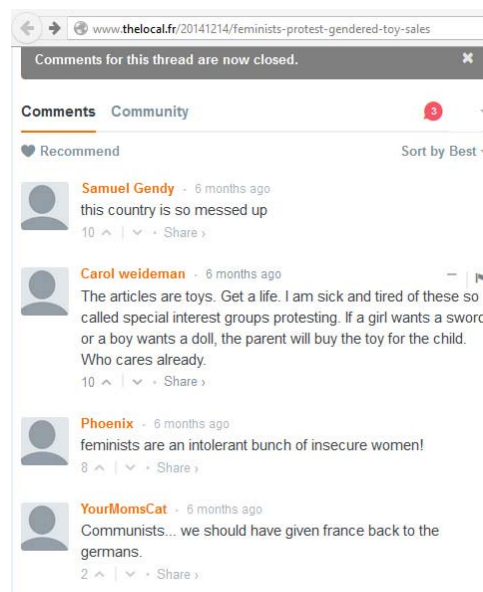 www.thelocal.fr/20141214/feminists-protest-gendered-toy-sales
Comments for this thread are now closed.
Comments Community 3
Recommend Sort by Best
Samuel Gendy · 6 months ago
this country is so messed up
10 | · Share ›
Carol weideman · 6 months ago
The articles are toys. Get a life. I am sick and tired of these so
called special interest groups protesting. If a girl wants a sword
or a boy wants a doll, the parent will buy the toy for the child.
Who cares already.
10 | · Share ›
Phoenix · 6 months ago
feminists are an intolerant bunch of insecure women!
8 | · Share ›
YourMomsCat · 6 months ago
Communists... we should have given france back to the
germans.
2 | · Share ›